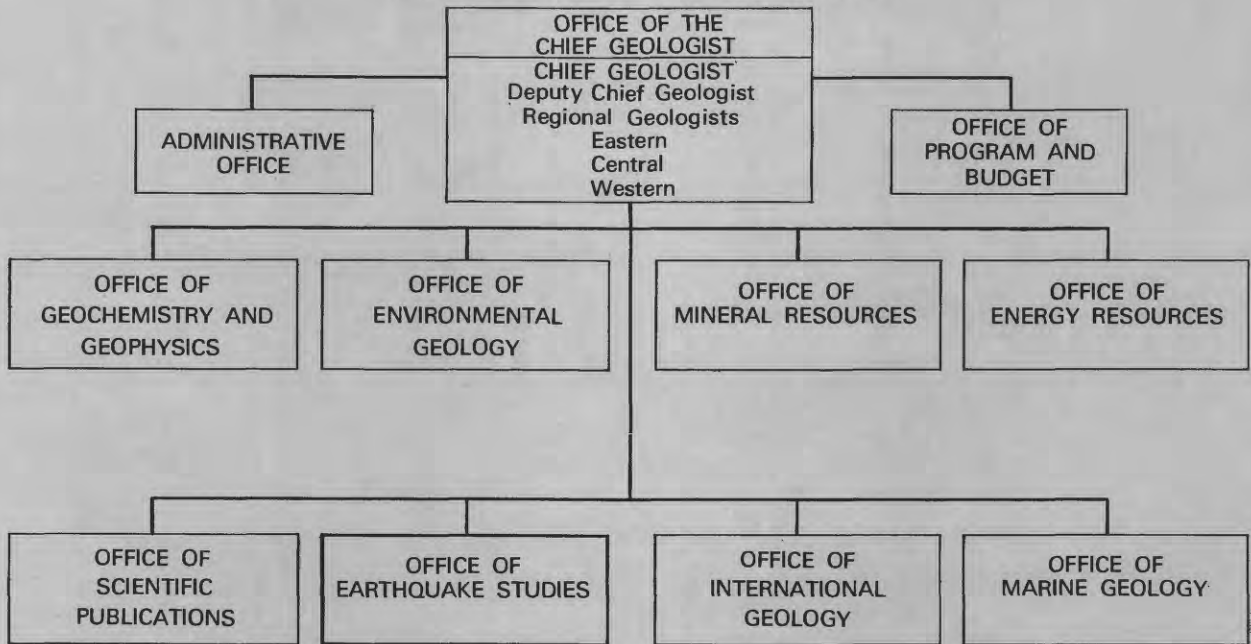 OFFICE OF THE
CHIEF GEOLOGIST
CHIEF GEOLOGIST
Deputy Chief Geologist
Regional Geologists
Eastern
Central
Western
ADMINISTRATIVE
OFFICE
OFFICE OF
PROGRAM AND
BUDGET
OFFICE OF
GEOCHEMISTRY AND
GEOPHYSICS
OFFICE OF
ENVIRONMENTAL
GEOLOGY
OFFICE OF
MINERAL RESOURCES
OFFICE OF
ENERGY RESOURCES
OFFICE OF
SCIENTIFIC
PUBLICATIONS
OFFICE OF
EARTHQUAKE STUDIES
OFFICE OF
INTERNATIONAL
GEOLOGY
OFFICE OF
MARINE GEOLOGY